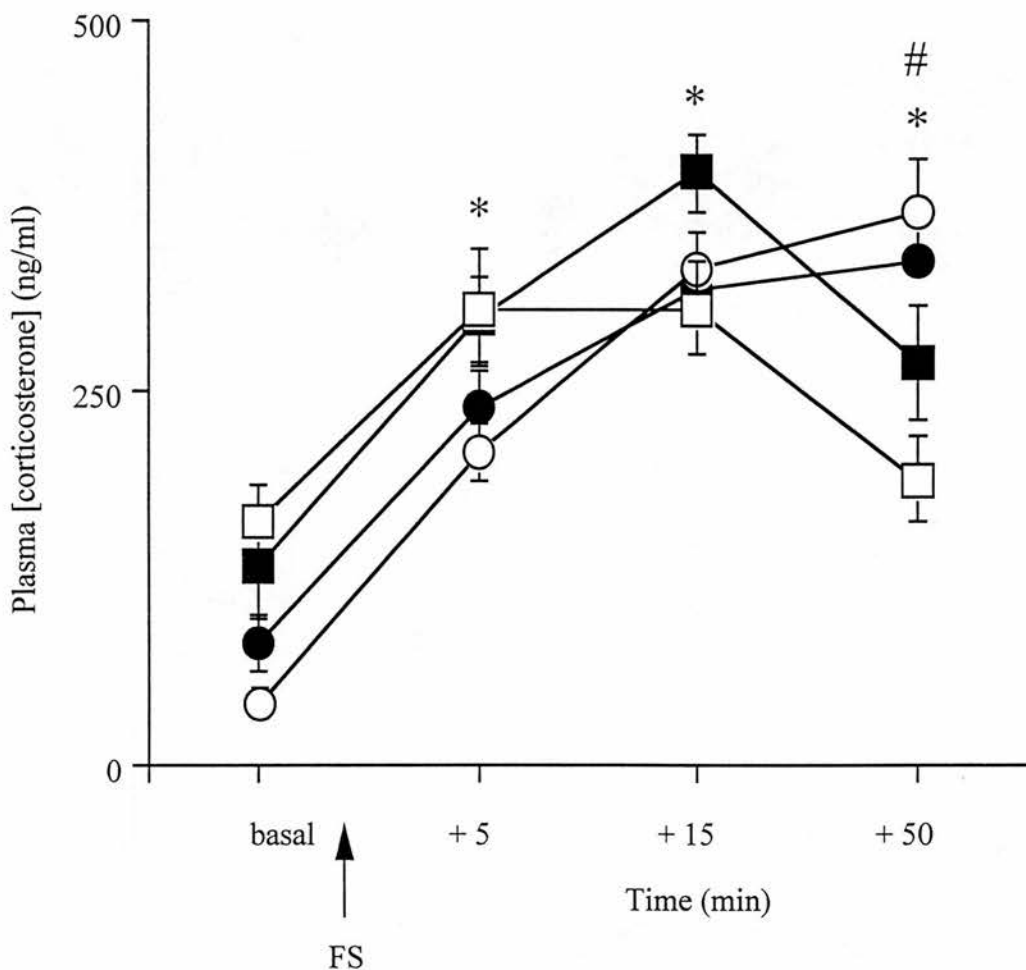 500
#
*
*
*
Plasma [corticosterone] (ng/ml)
250
0
basal + 5 + 15 + 50
Time (min)
FS